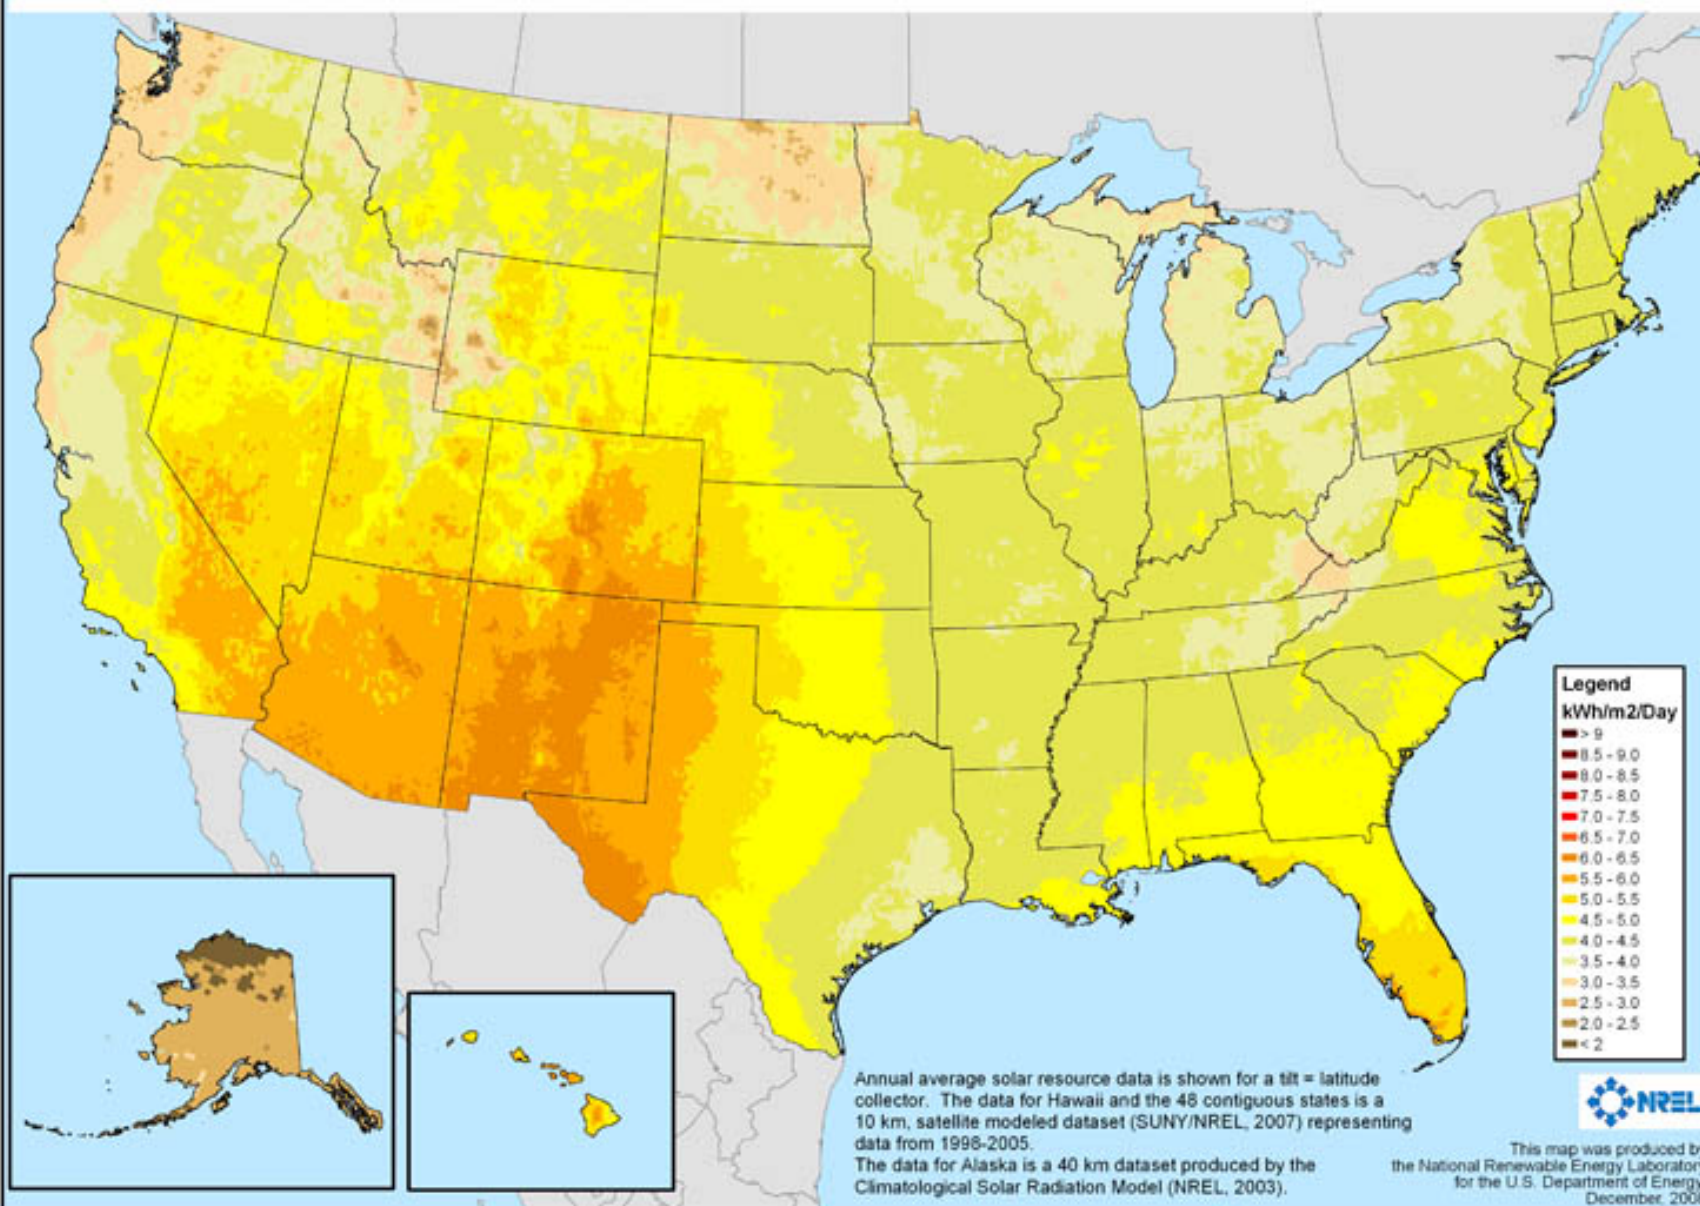 Legend
kWh/m2/Day
> 9
8.5 - 9.0
8.0 - 8.5
7.5 - 8.0
7.0 - 7.5
6.5 - 7.0
6.0 - 6.5
5.5 - 6.0
5.0 - 5.5
4.5 - 5.0
4.0 - 4.5
3.5 - 4.0
3.0 - 3.5
2.5 - 3.0
2.0 - 2.5
< 2
Annual average solar resource data is shown for a tilt = latitude
collector. The data for Hawaii and the 48 contiguous states is a
10 km, satellite modeled dataset (SUNY/NREL, 2007) representing
data from 1998-2005.
The data for Alaska is a 40 km dataset produced by the
Climatological Solar Radiation Model (NREL, 2003).
NREL
This map was produced by
the National Renewable Energy Laborator
for the U.S. Department of Energy
December, 200